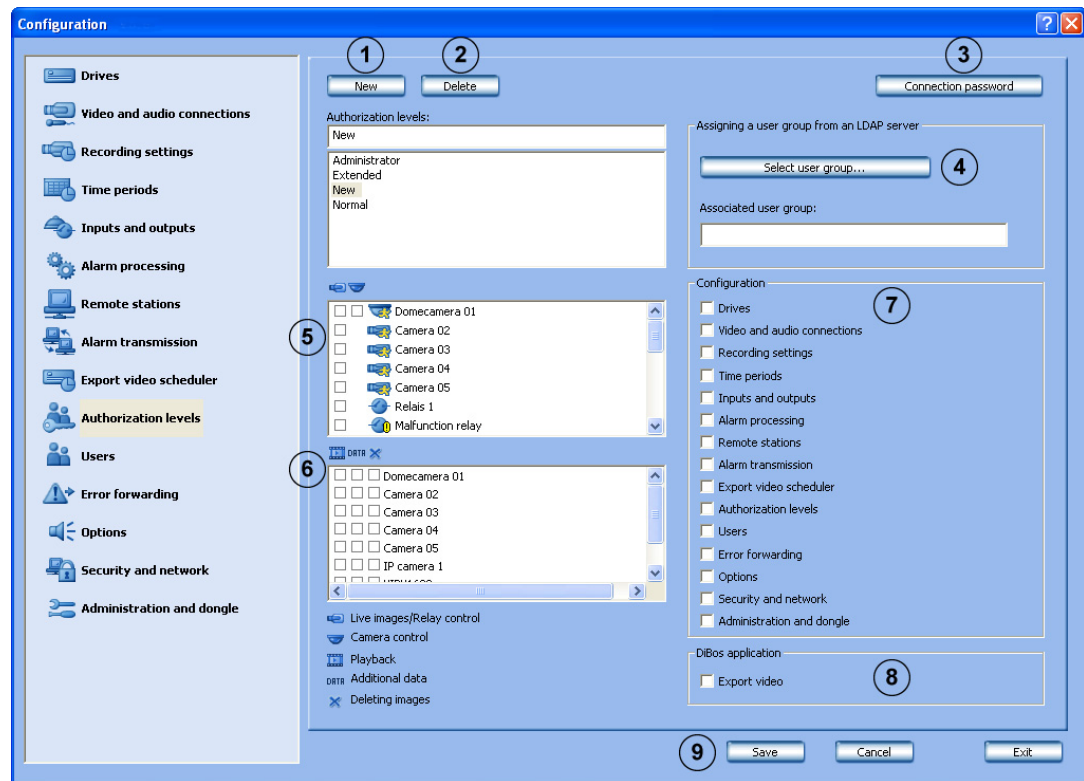 Configuration
Drives
Video and audio connections
Recording settings
Time periods
Inputs and outputs
Alarm processing
Remote stations
Alarm transmission
Export video scheduler
Authorization levels
Users
Error forwarding
Options
Security and network
Administration and dongle
1
2
3
New
Delete
Connection password
Authorization levels:
New
Administrator
Extended
New
Normal
Assigning a user group from an LDAP server
Select user group...
4
Associated user group:
5
Domecamera 01
Camera 02
Camera 03
Camera 04
Camera 05
Relais 1
Malfunction relay
DATA
6
Domecamera 01
Camera 02
Camera 03
Camera 04
Camera 05
IP camera 1
Live images/Relay control
Camera control
Playback
DATA Additional data
Deleting images
Configuration
7
Drives
Video and audio connections
Recording settings
Time periods
Inputs and outputs
Alarm processing
Remote stations
Alarm transmission
Export video scheduler
Authorization levels
Users
Error forwarding
Options
Security and network
Administration and dongle
DiBos application
Export video
8
9
Save
Cancel
Exit